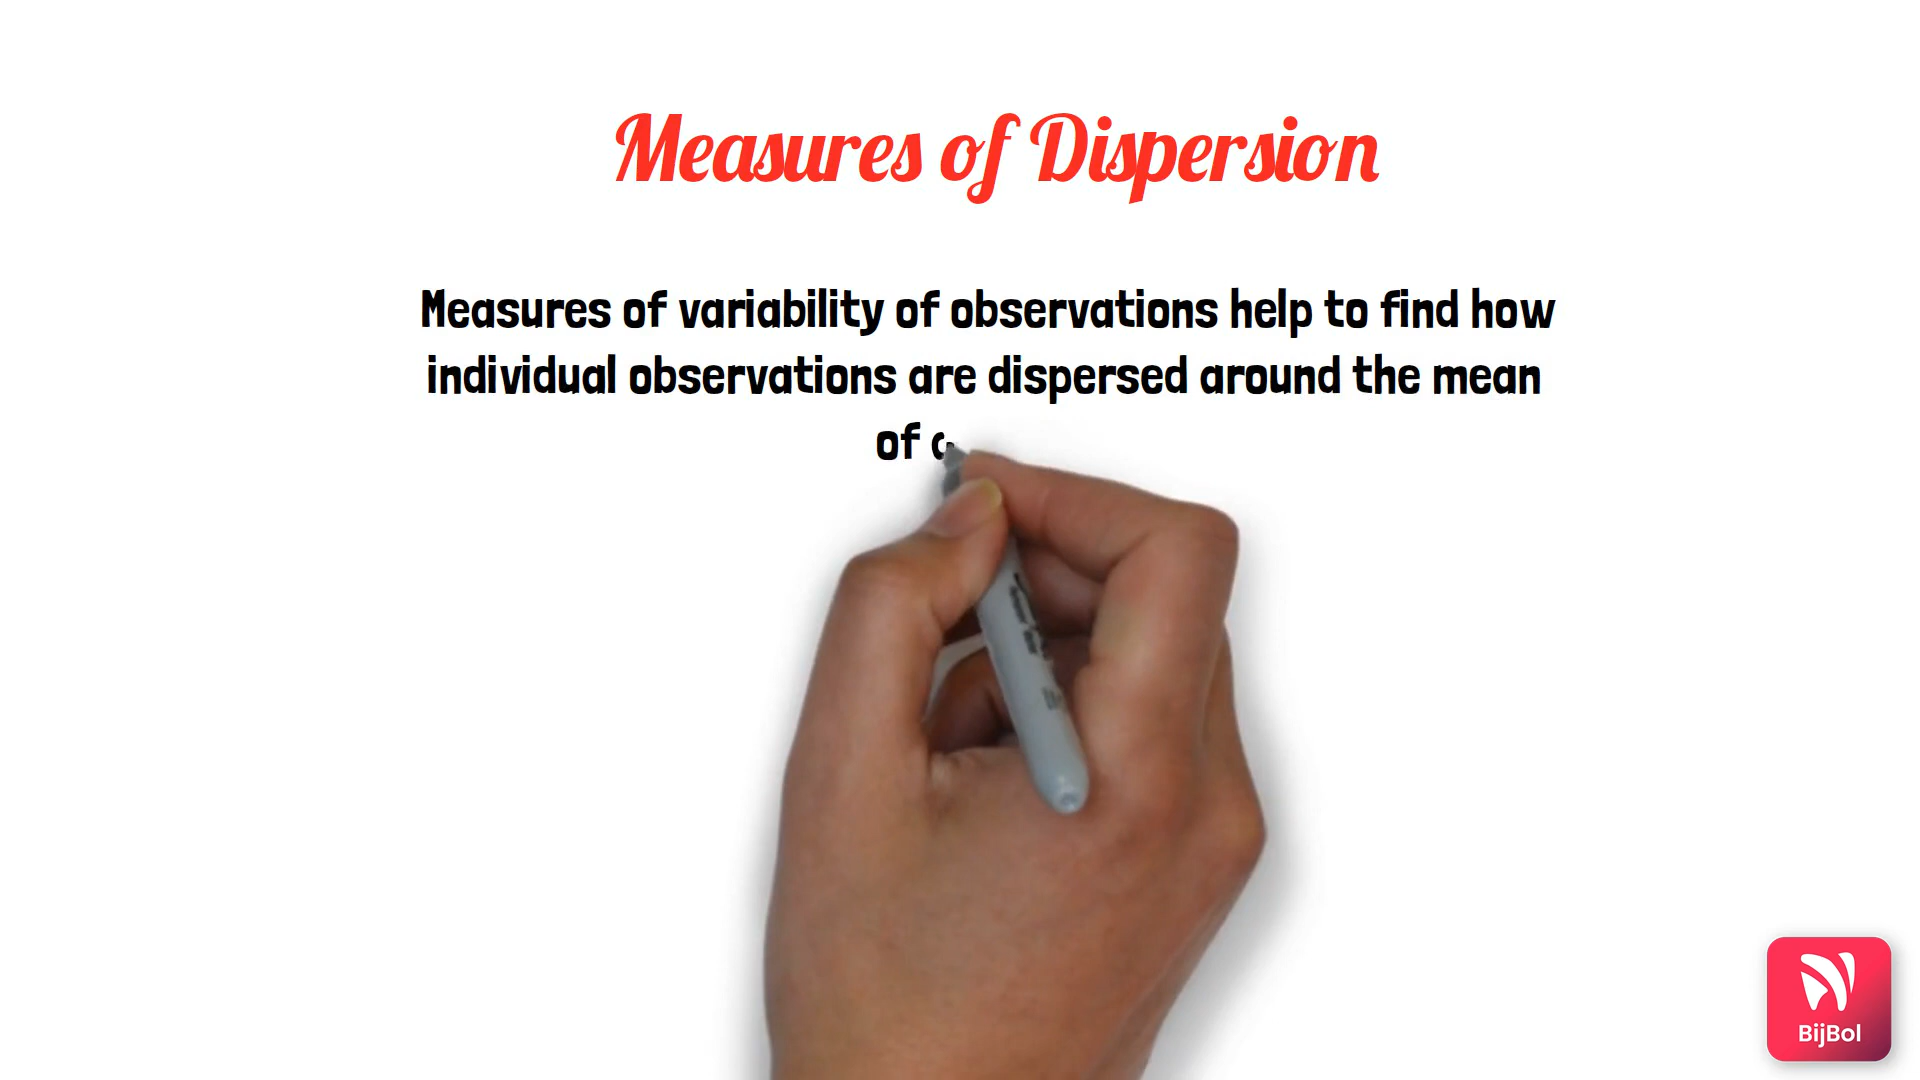 Measures of Dispersion
Measures of variability of observations help to find how
individual observations are dispersed around the mean
of
BijBol